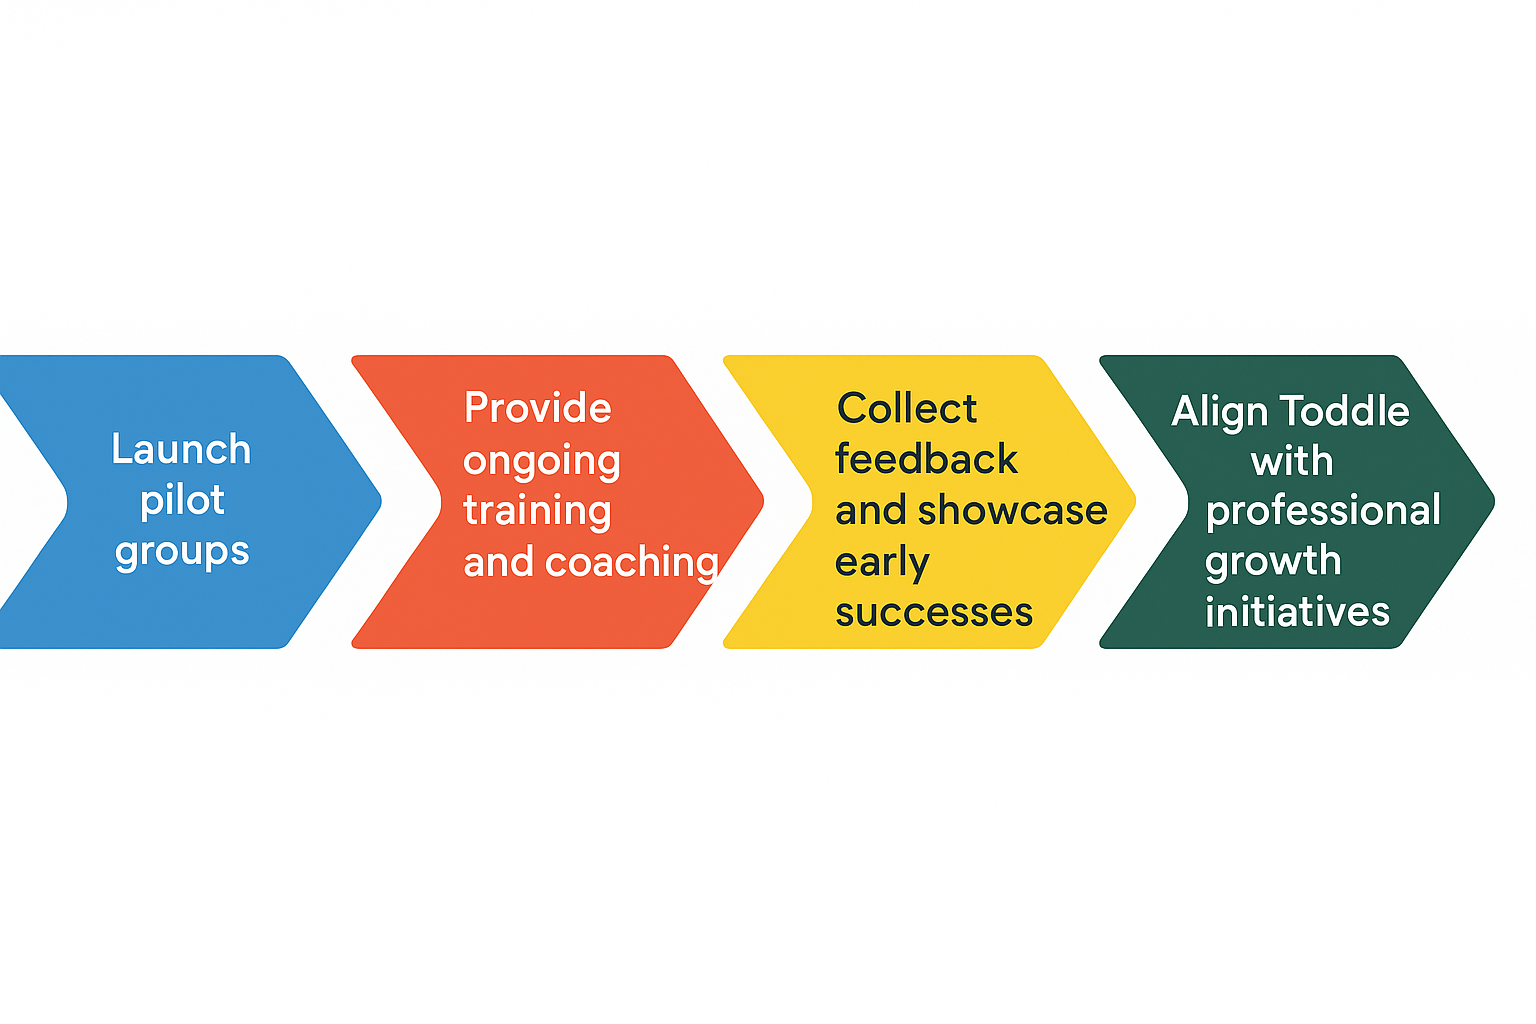 Launch
pilot
groups
Provide
ongoing
training
and coaching
Collect
feedback
and showcase
early
successes
Align Toddle
with
professional
growth
initiatives